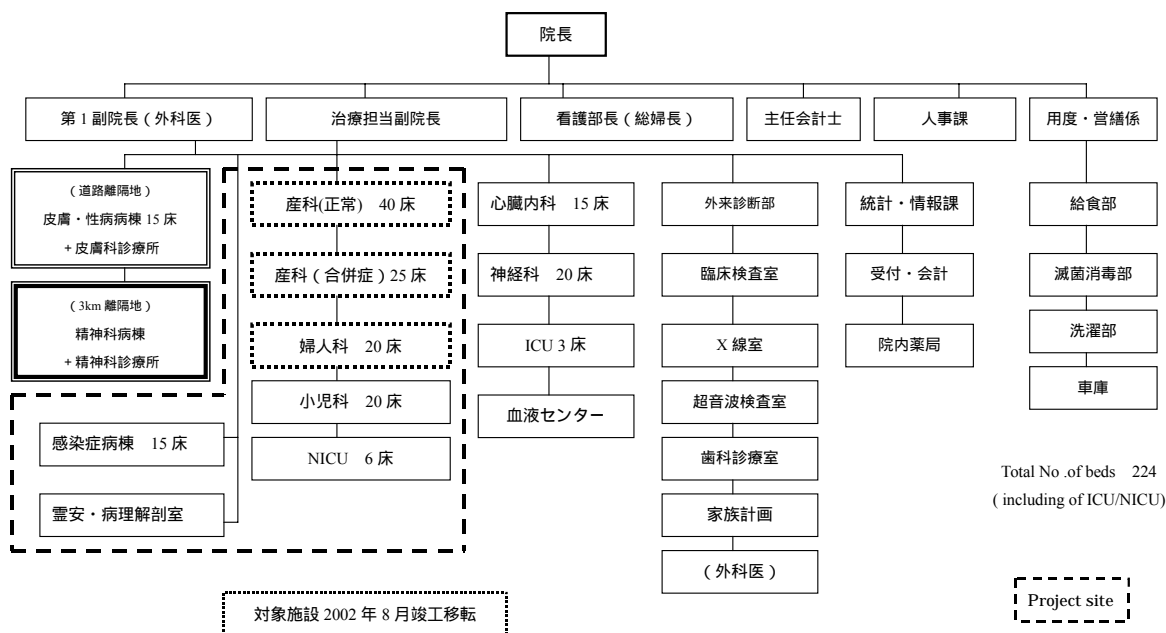 院長
第1副院長（外科医）
治療担当副院長
看護部長（総婦長）
主任会計士
人事課
用度・営繕係
（道路離隔地）
皮膚・性病病棟 15 床
+ 皮膚科診療所
（3km 離隔地）
精神科病棟
+ 精神科診療所
感染症病棟 15 床
霊安・病理解剖室
産科(正常) 40 床
産科（合併症）25 床
婦人科 20 床
小児科 20 床
NICU 6 床
心臓内科 15 床
神経科 20 床
ICU 3 床
血液センター
外来診断部
臨床検査室
X 線室
超音波検査室
歯科診療室
家族計画
（外科医）
統計・情報課
受付・会計
院内薬局
給食部
滅菌消毒部
洗濯部
車庫
Total No .of beds 224
( including of ICU/NICU)
対象施設 2002 年 8 月竣工移転
Project site